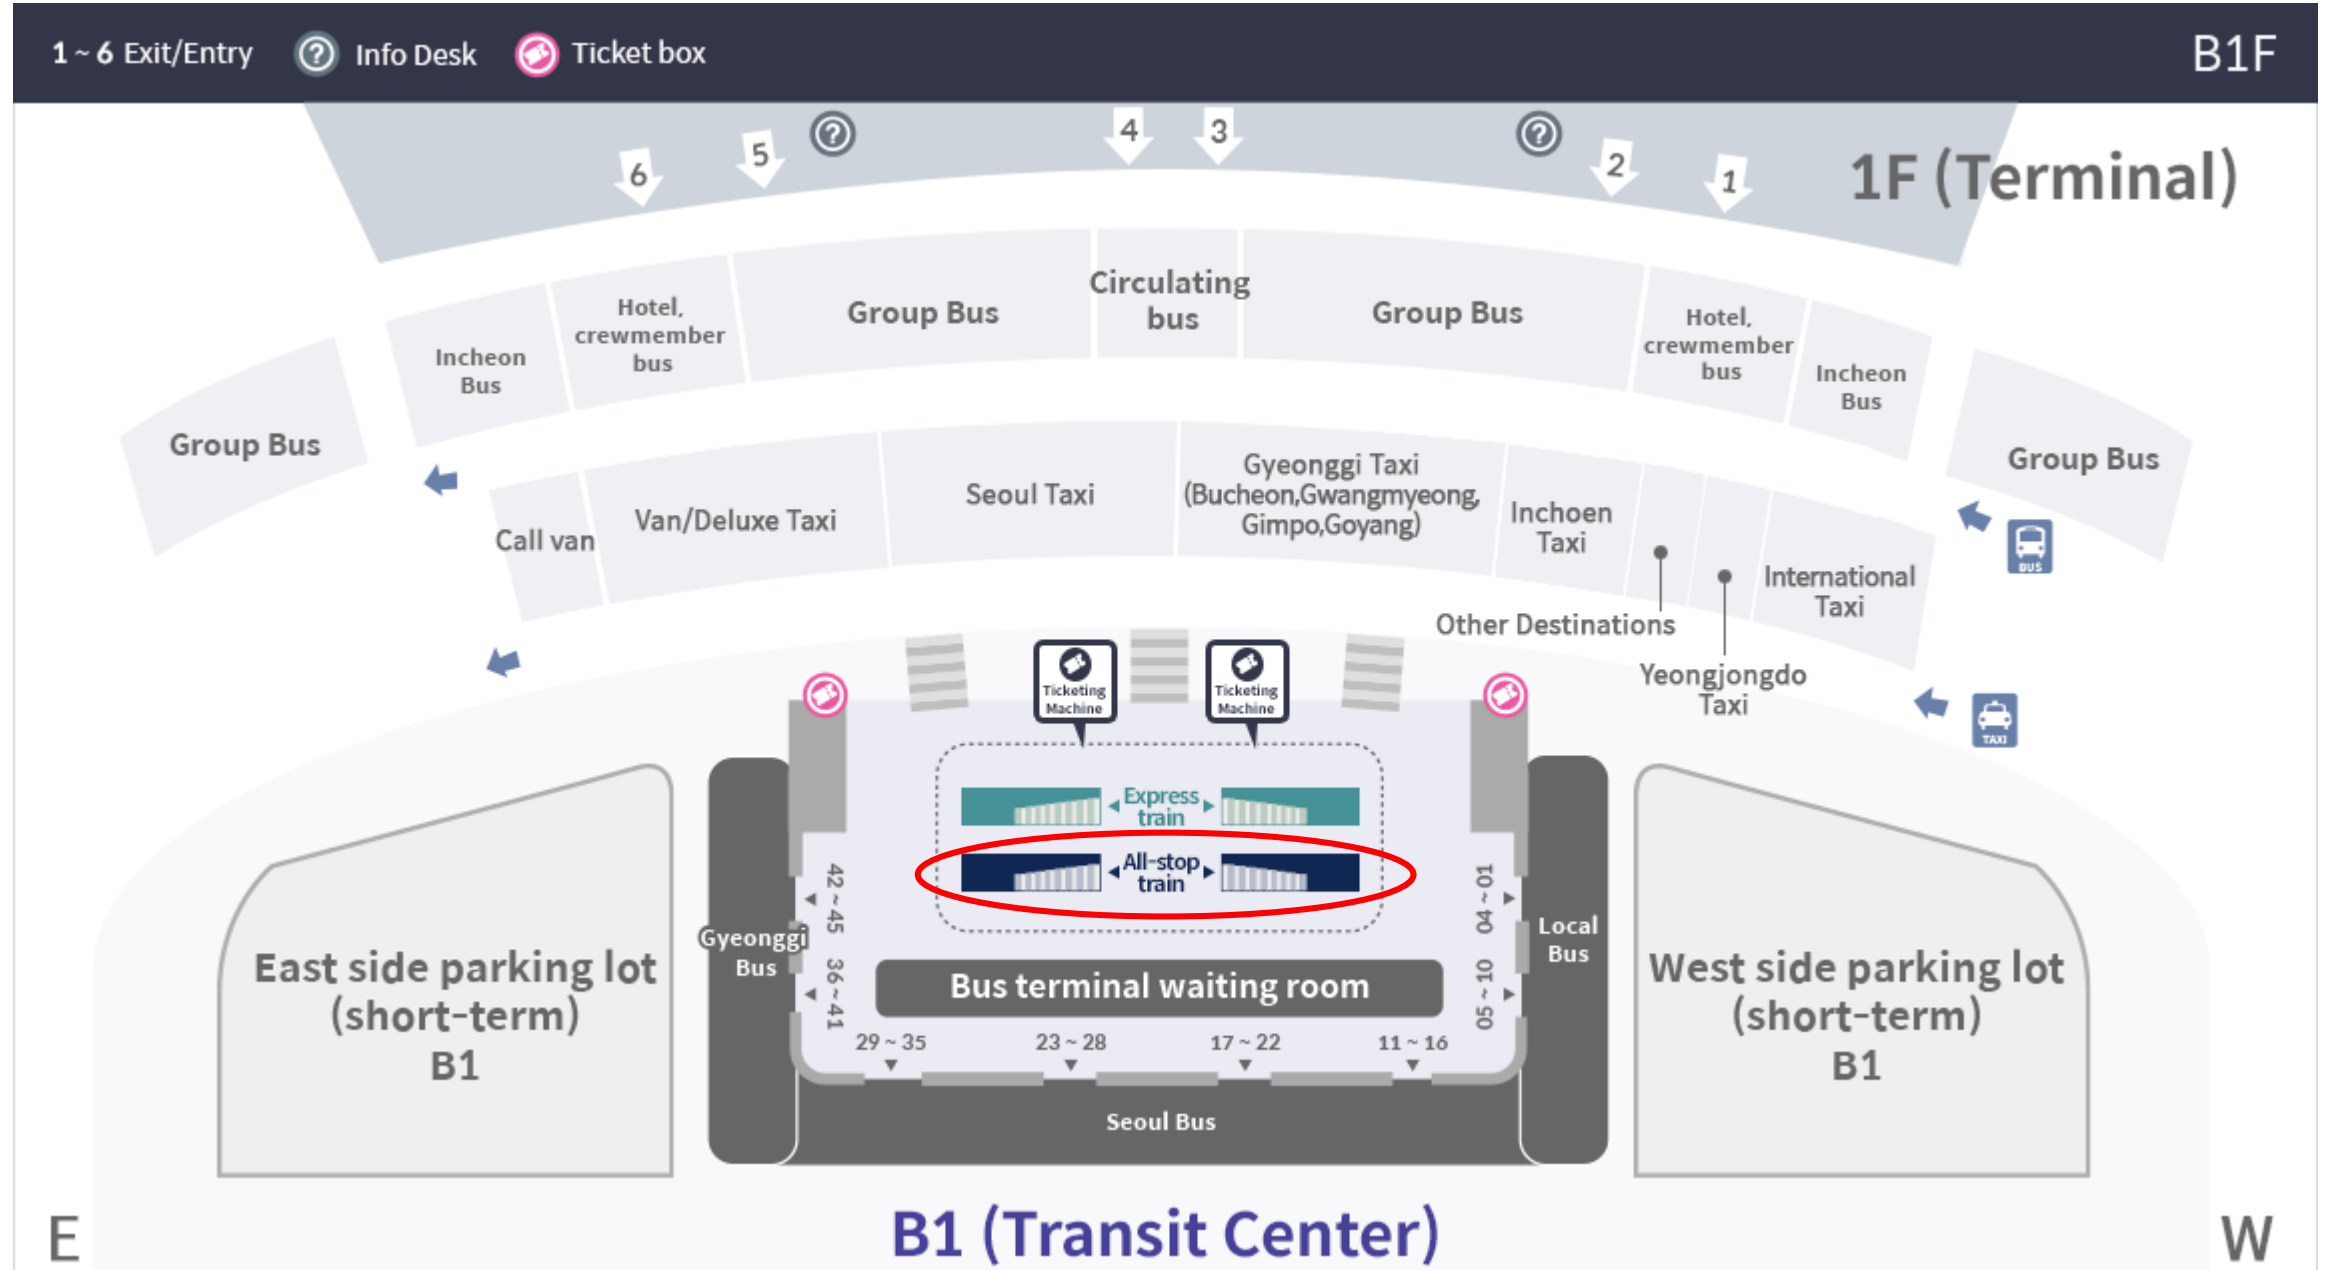 1 ~ 6 Exit/Entry
Info Desk
Ticket box
B1F
6
5
4
3
2
1
1F (Terminal)
Group Bus
Incheon
Bus
Hotel,
crewmember
bus
Group Bus
Circulating
bus
Group Bus
Hotel,
crewmember
bus
Incheon
Bus
Group Bus
Call van
Van/Deluxe Taxi
Seoul Taxi
Gyeonggi Taxi
(Bucheon,Gwangmyeong,
Gimpo,Goyang)
Inchoen
Taxi
Other Destinations
Yeongjongdo
Taxi
International
Taxi
BUS
TAXI
Ticketing
Machine
Ticketing
Machine
Express
train
All-stop
train
42 ~ 45
36 ~ 41
04 ~ 01
05 ~ 10
Gyeonggi
Bus
Local
Bus
Bus terminal waiting room
29 ~ 35
23 ~ 28
17 ~ 22
11 ~ 16
Seoul Bus
East side parking lot
(short-term)
B1
West side parking lot
(short-term)
B1
E
B1 (Transit Center)
W